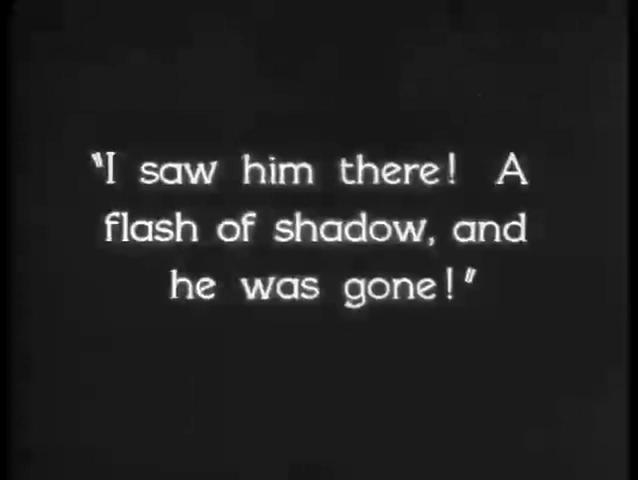 "I saw him there! A
flash of shadow, and
he was gone!"